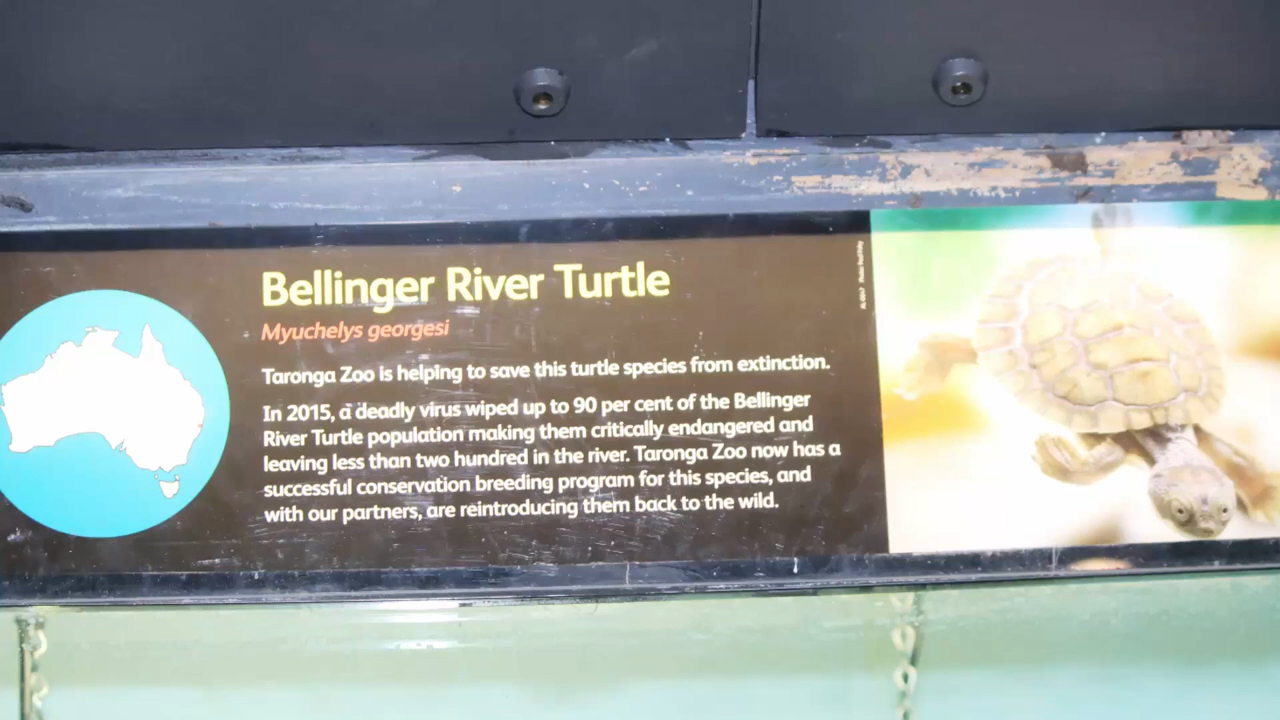 Bellinger River Turtle
Myuchelys georgesi
Taronga Zoo is helping to save this turtle species from extinction.
In 2015, a deadly virus wiped up to 90 per cent of the Bellinger
River Turtle population making them critically endangered and
leaving less than two hundred in the river. Taronga Zoo now has a
successful conservation breeding program for this species, and
with our partners, are reintroducing them back to the wild.